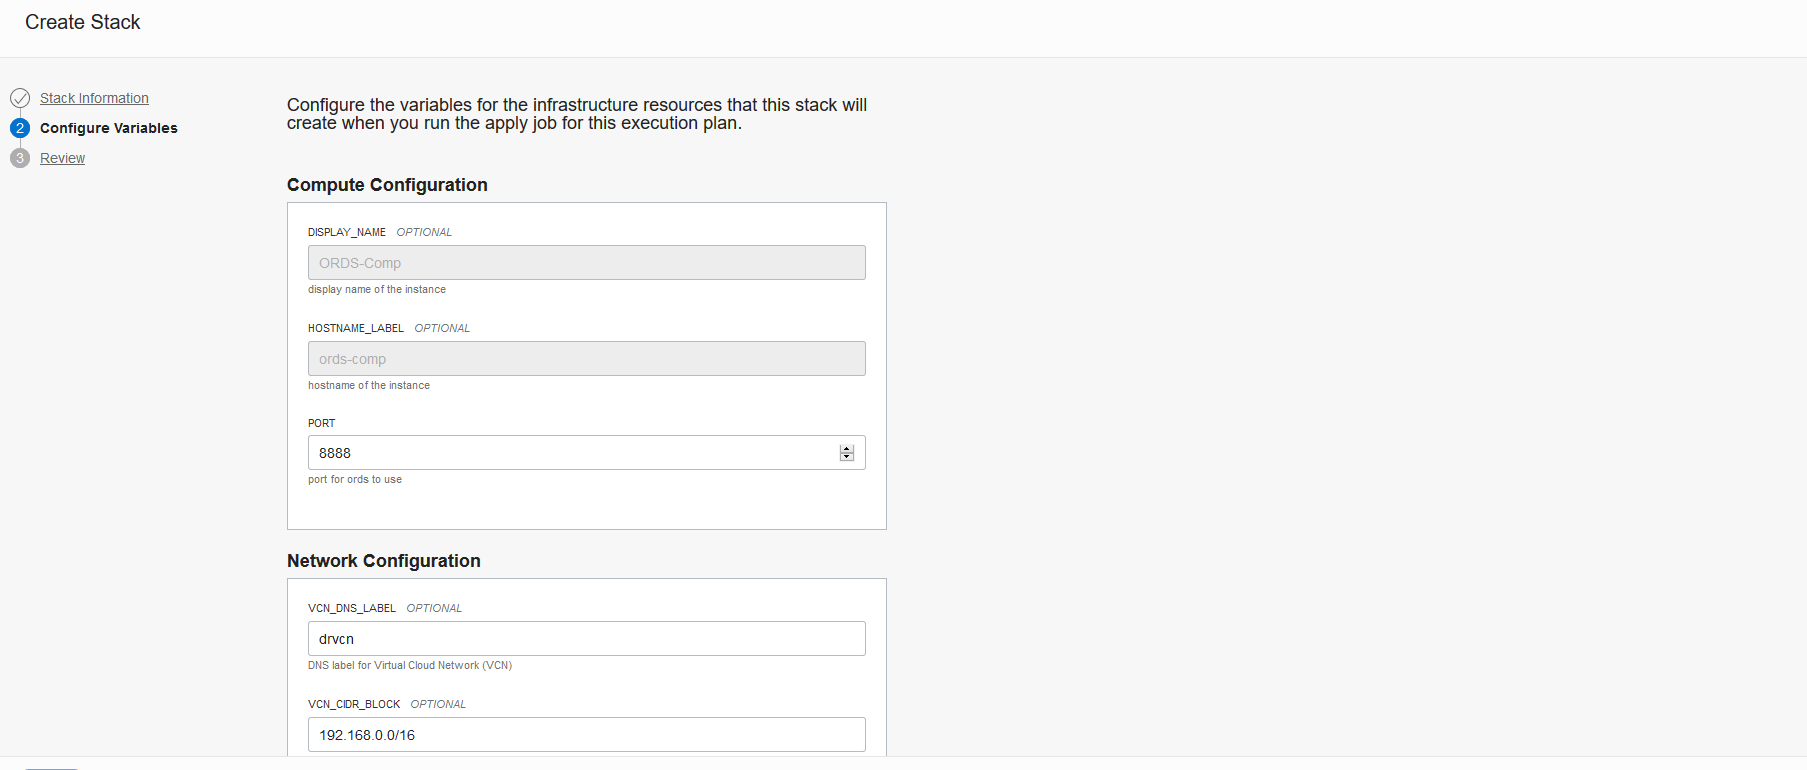 Create Stack
Stack Information
2 Configure Variables
3 Review
Configure the variables for the infrastructure resources that this stack will
create when you run the apply job for this execution plan.
Compute Configuration
DISPLAY_NAME OPTIONAL
ORDS-Comp
display name of the instance
HOSTNAME_LABEL OPTIONAL
ords-comp
hostname of the instance
PORT
8888
port for ords to use
Network Configuration
VCN_DNS_LABEL OPTIONAL
drvcn
DNS label for Virtual Cloud Network (VCN)
VCN_CIDR_BLOCK OPTIONAL
192.168.0.0/16